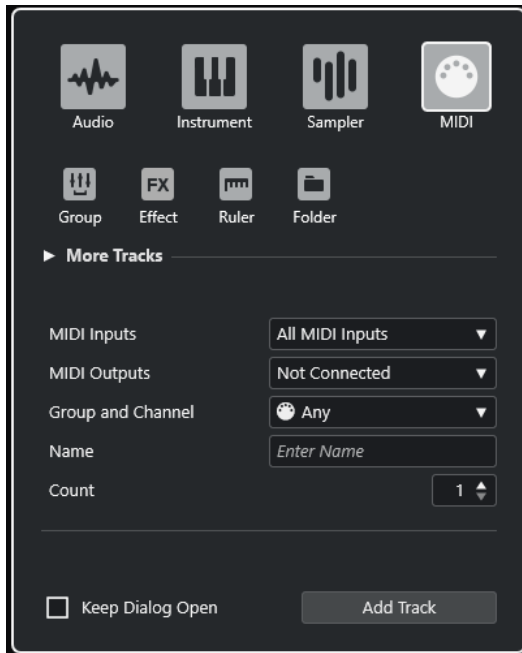 Audio Instrument Sampler MIDI
FX
Group Effect Ruler Folder
More Tracks
MIDI Inputs All MIDI Inputs
MIDI Outputs Not Connected
Group and Channel Any
Name Enter Name
Count 1
Keep Dialog Open Add Track